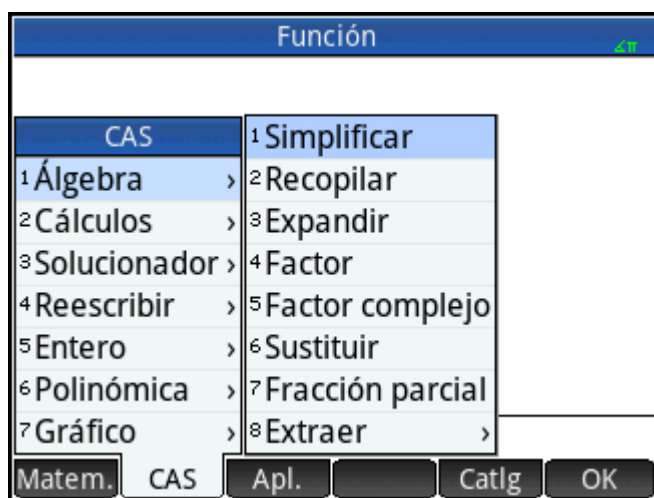 Función
∡π
CAS
1 Álgebra ›
2 Cálculos ›
3 Solucionador ›
4 Reescribir ›
5 Entero ›
6 Polinómica ›
7 Gráfico ›
1 Simplificar
2 Recopilar
3 Expandir
4 Factor
5 Factor complejo
6 Sustituir
7 Fracción parcial
8 Extraer ›
Matem. CAS Apl. Catlg OK